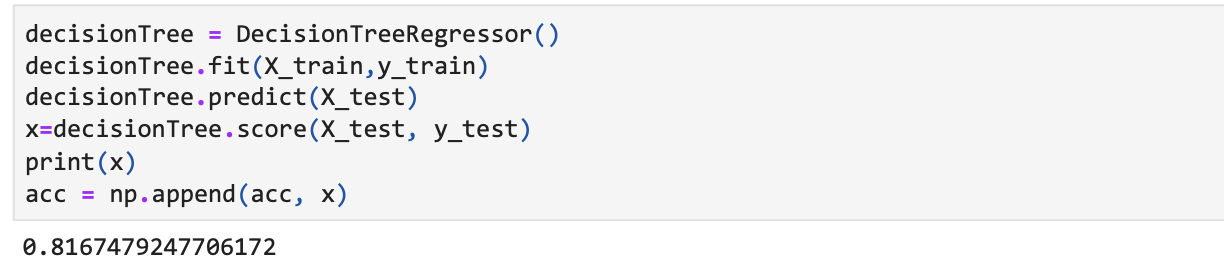 decisionTree = DecisionTreeRegressor()
decisionTree.fit(X_train,y_train)
decisionTree.predict(X_test)
x=decisionTree.score(X_test, y_test)
print(x)
acc = np.append(acc, x)
0.8167479247706172